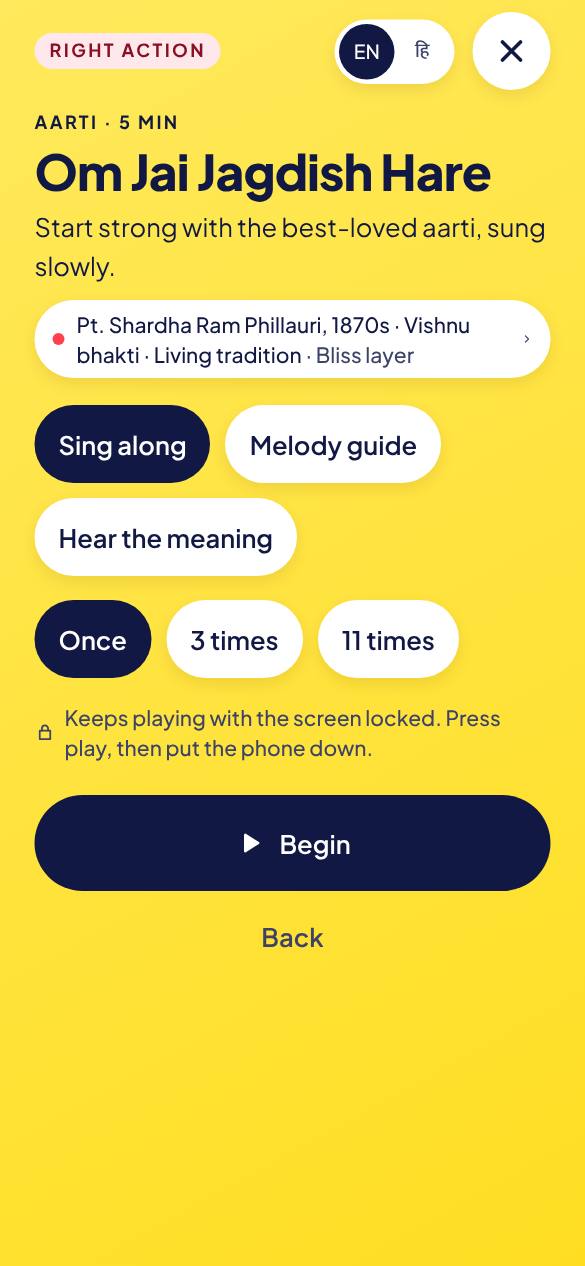 RIGHT ACTION
EN हि
AARTI · 5 MIN
Om Jai Jagdish Hare
Start strong with the best-loved aarti, sung
slowly.
Pt. Shardha Ram Phillauri, 1870s · Vishnu
bhakti · Living tradition · Bliss layer
Sing along Melody guide
Hear the meaning
Once 3 times 11 times
Keeps playing with the screen locked. Press
play, then put the phone down.
Begin
Back